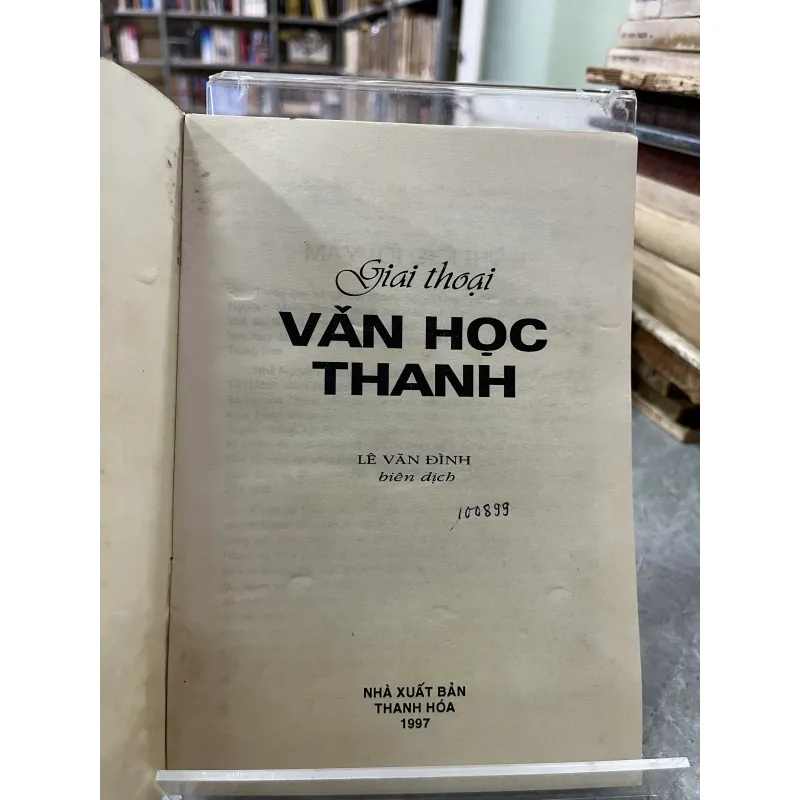 Giai thoại
VĂN HỌC
THANH
LÊ VĂN ĐÌNH
biên dịch
100899
NHÀ XUẤT BẢN
THANH HÓA
1997